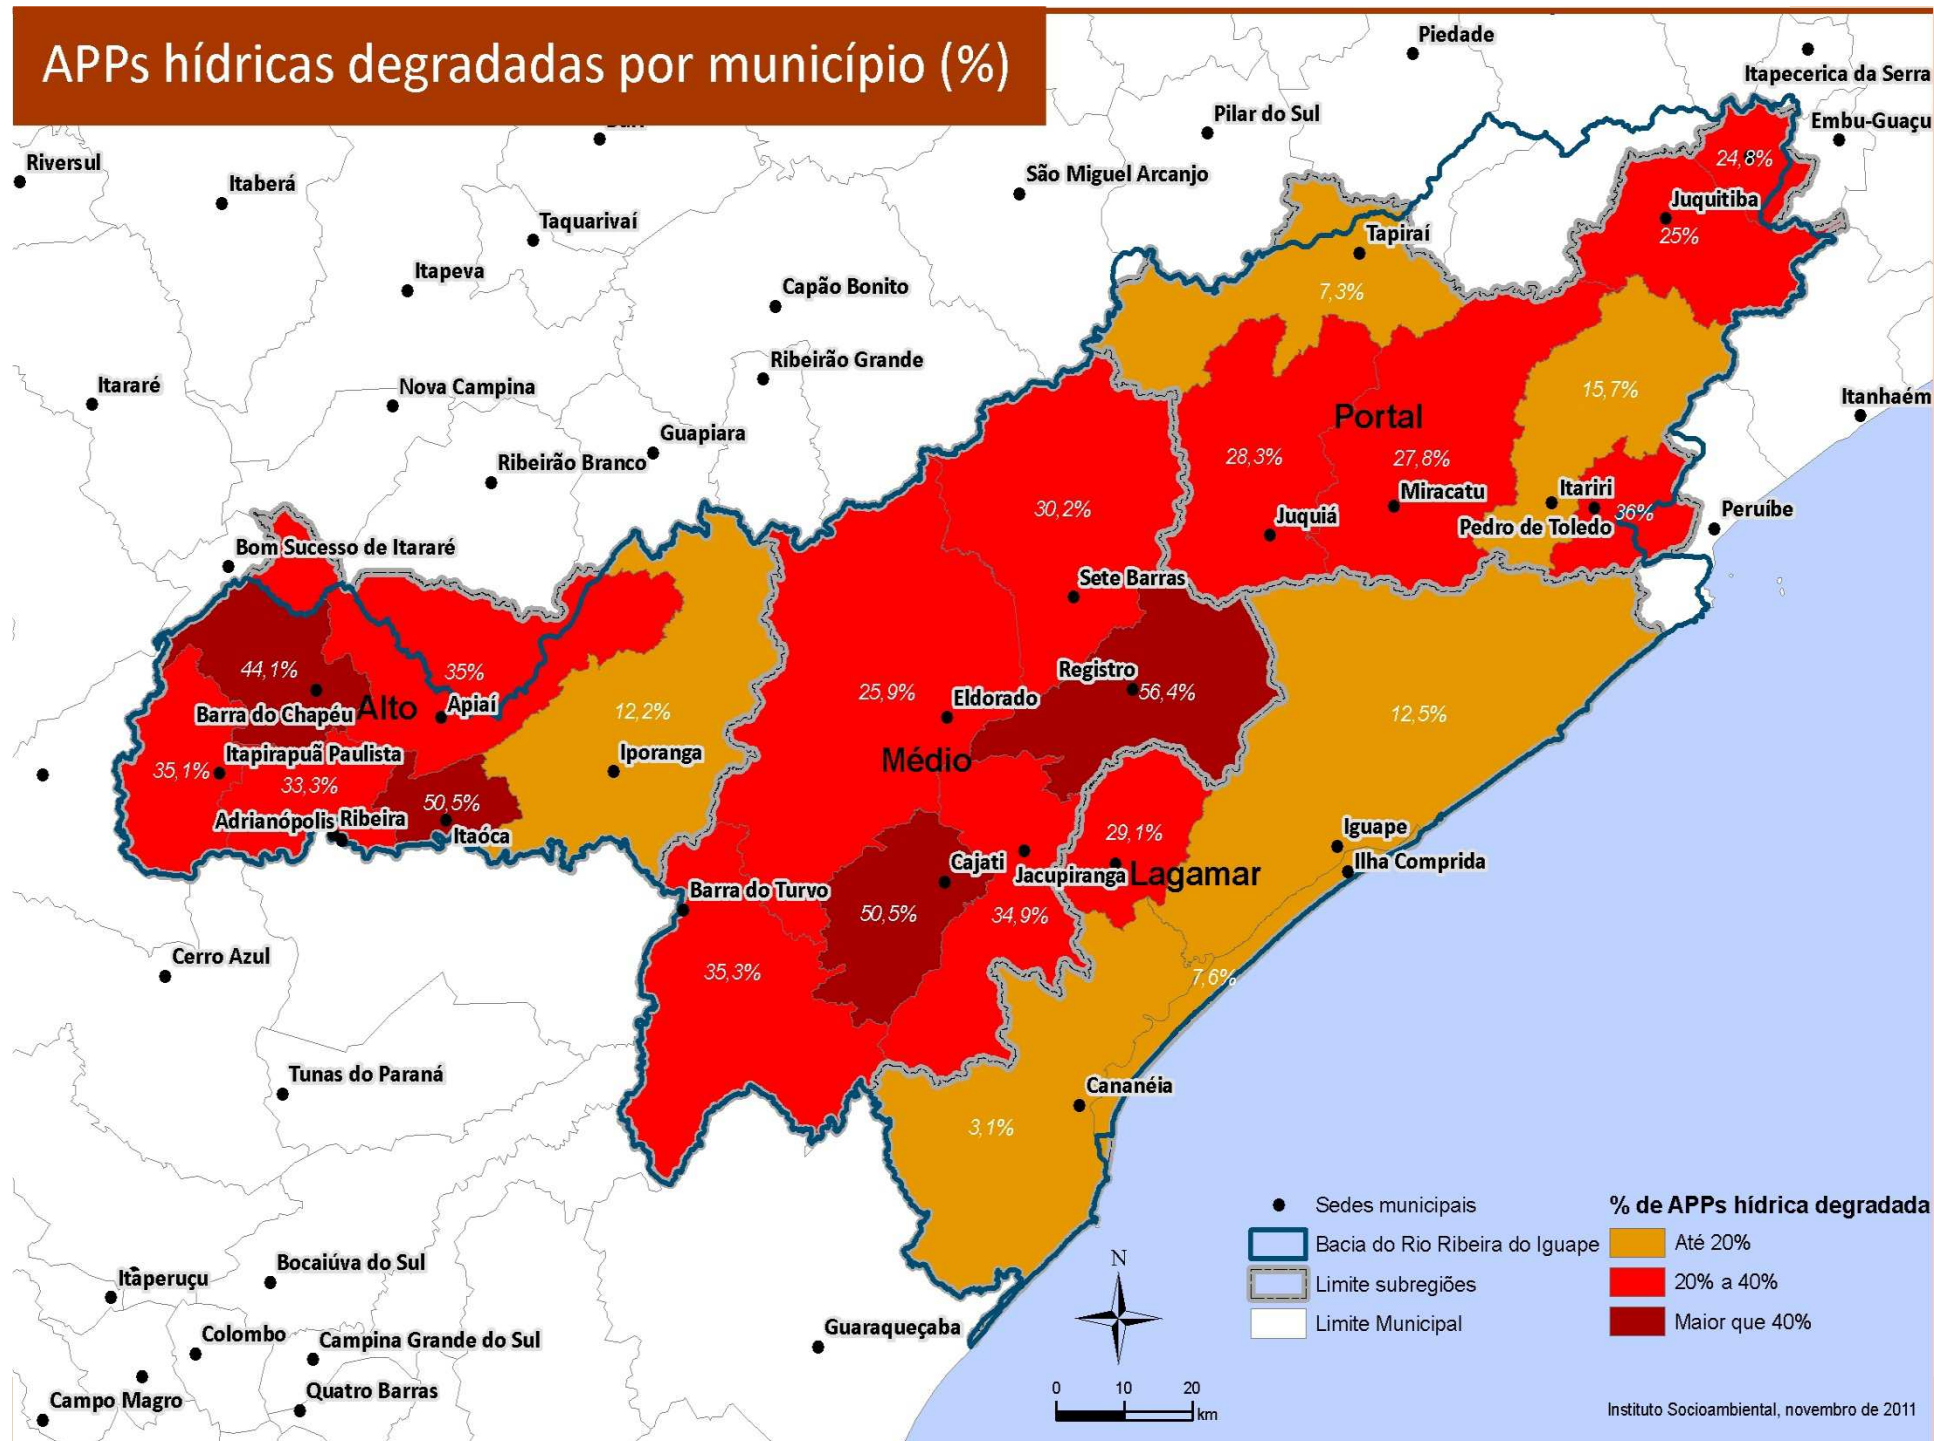 APPs hídricas degradadas por município (%)
Piedade
Itapecerica da Serra
Pilar do Sul
Embu-Guaçu
Riversul
24,8%
São Miguel Arcanjo
Itaberá
Juquitiba
Taquarivaí
Tapiraí
25%
Itapeva
Capão Bonito
7,3%
Ribeirão Grande
Itararé
Nova Campina
15,7%
Itanhaém
Portal
Guapiara
28,3%
27,8%
Ribeirão Branco
Itariri
Miracatu
30,2%
Juquiá
36%
Peruíbe
Pedro de Toledo
Bom Sucesso de Itararé
Sete Barras
44,1%
35%
Registro
56,4%
25,9%
Eldorado
Alto
Apiaí
Barra do Chapéu
12,2%
12,5%
Itapirapuã Paulista
Iporanga
Médio
35,1%
33,3%
50,5%
Adrianópolis
Ribeira
Itaóca
29,1%
Iguape
Cajati
Ilha Comprida
Jacupiranga
Lagamar
Barra do Turvo
50,5%
34,9%
Cerro Azul
35,3%
7,6%
Tunas do Paraná
Cananéia
3,1%
Sedes municipais
Bacia do Rio Ribeira do Iguape
Limite subregiões
Limite Municipal
% de APPs hídrica degradada
Até 20%
20% a 40%
Maior que 40%
Bocaiúva do Sul
Itaperuçu
N
Guaraqueçaba
Colombo
Campina Grande do Sul
Quatro Barras
Campo Magro
0 10 20
km
Instituto Socioambiental, novembro de 2011